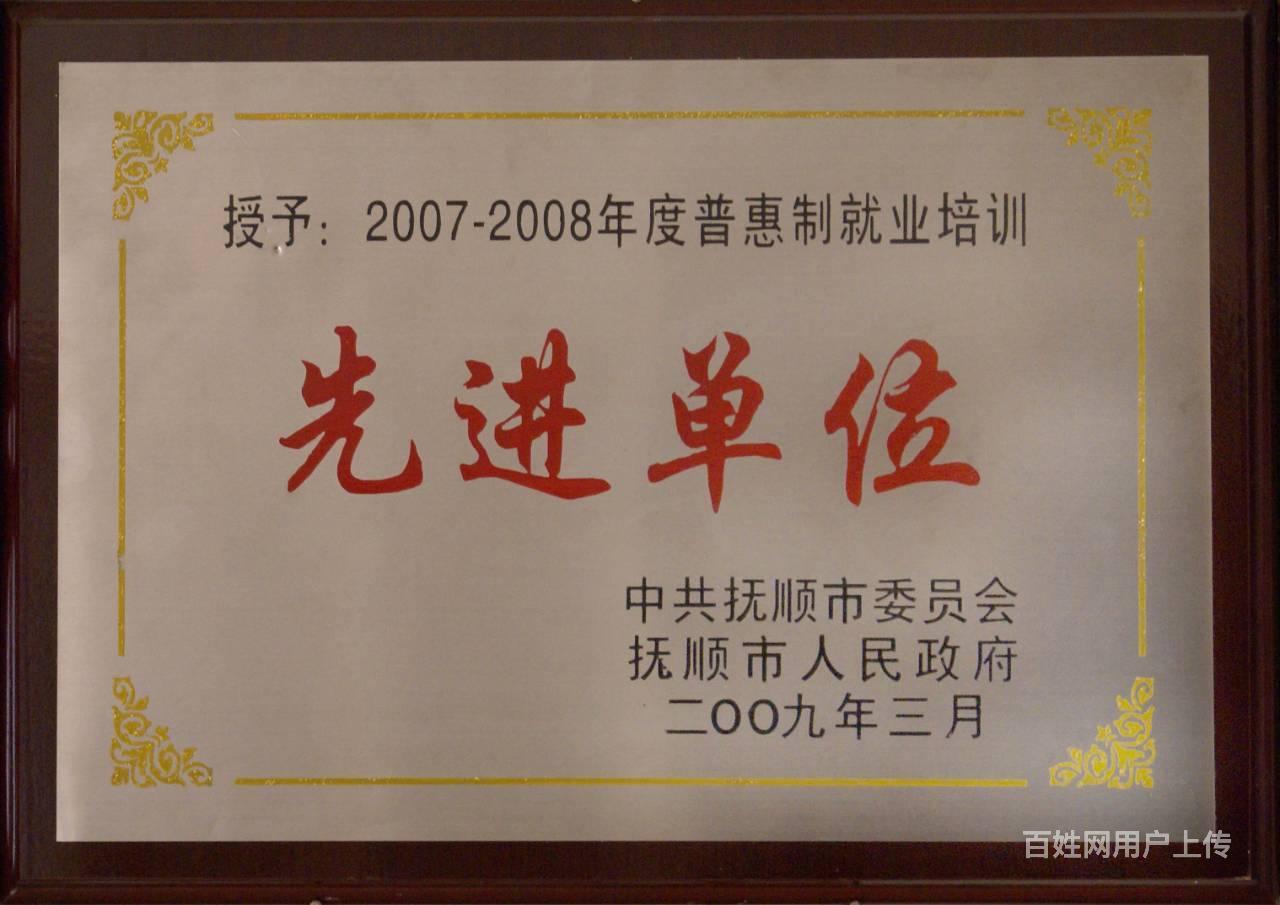 授予：2007-2008年度普惠制就业培训
先进单位
中共抚顺市委员会
抚顺市人民政府
二〇〇九年三月
百姓网用户上传